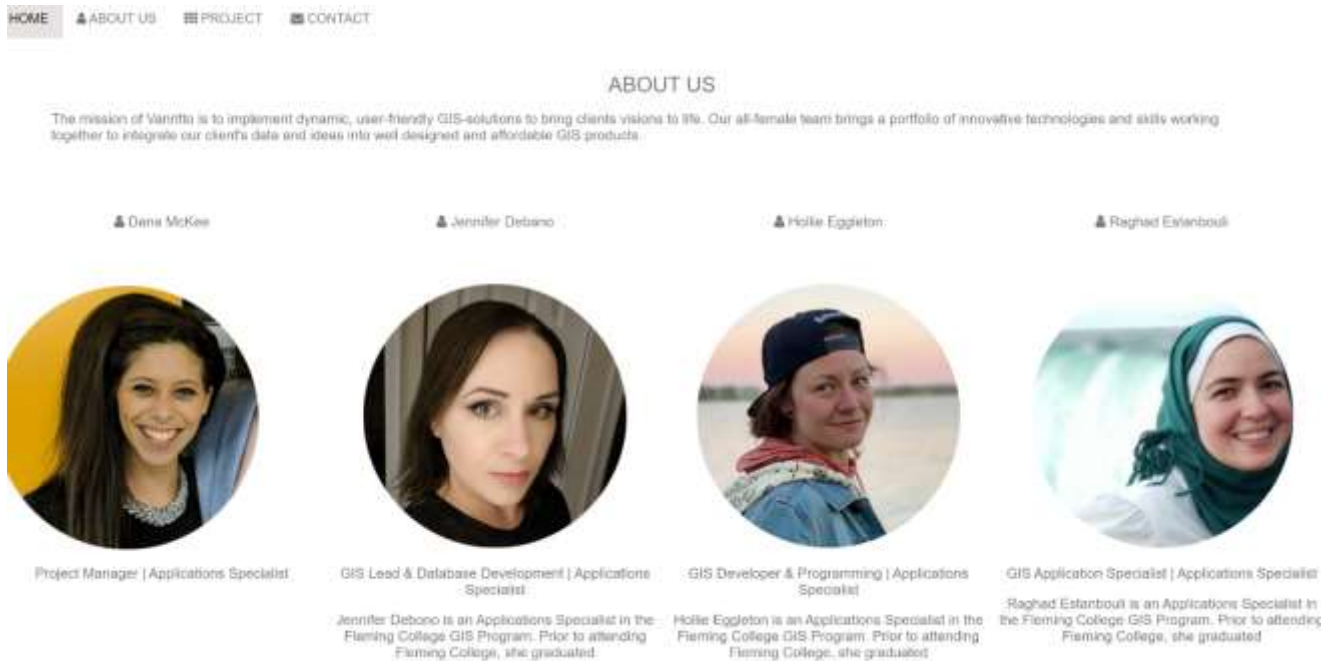 HOME ABOUT US PROJECT CONTACT
ABOUT US
The mission of Vanritto is to implement dynamic, user-friendly GIS-solutions to bring clients visions to life. Our all-female team brings a portfolio of innovative technologies and skills working
together to integrate our client's data and ideas into well designed and affordable GIS products.
Dana McKee
Jennifer Debono
Hollie Eggleton
Raghad Estanbouli
Project Manager | Applications Specialist
GIS Lead & Database Development | Applications
Specialist
Jennifer Debono is an Applications Specialist in the
Fleming College GIS Program. Prior to attending
Fleming College, she graduated
GIS Developer & Programming | Applications
Specialist
Hollie Eggleton is an Applications Specialist in the
Fleming College GIS Program. Prior to attending
Fleming College, she graduated
GIS Application Specialist | Applications Specialist
Raghad Estanbouli is an Applications Specialist in
the Fleming College GIS Program. Prior to attending
Fleming College, she graduated